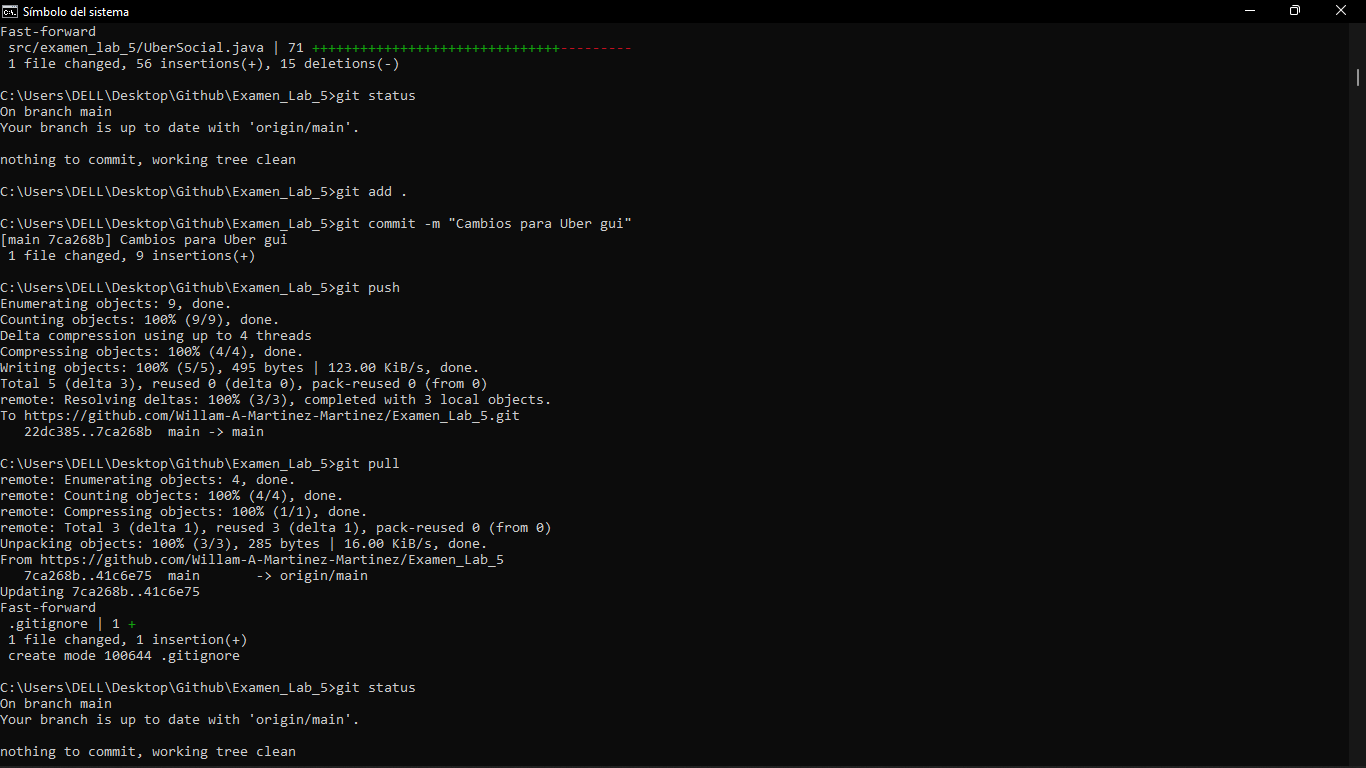 Símbolo del sistema
Fast-forward
 src/examen_lab_5/UberSocial.java | 71 +++++++++++++++++++++++++++++++---------
 1 file changed, 56 insertions(+), 15 deletions(-)
C:\Users\DELL\Desktop\Github\Examen_Lab_5>git status
On branch main
Your branch is up to date with 'origin/main'.
nothing to commit, working tree clean
C:\Users\DELL\Desktop\Github\Examen_Lab_5>git add .
C:\Users\DELL\Desktop\Github\Examen_Lab_5>git commit -m "Cambios para Uber gui"
[main 7ca268b] Cambios para Uber gui
 1 file changed, 9 insertions(+)
C:\Users\DELL\Desktop\Github\Examen_Lab_5>git push
Enumerating objects: 9, done.
Counting objects: 100% (9/9), done.
Delta compression using up to 4 threads
Compressing objects: 100% (4/4), done.
Writing objects: 100% (5/5), 495 bytes | 123.00 KiB/s, done.
Total 5 (delta 3), reused 0 (delta 0), pack-reused 0 (from 0)
remote: Resolving deltas: 100% (3/3), completed with 3 local objects.
To https://github.com/Willam-A-Martinez-Martinez/Examen_Lab_5.git
   22dc385..7ca268b  main -> main
C:\Users\DELL\Desktop\Github\Examen_Lab_5>git pull
remote: Enumerating objects: 4, done.
remote: Counting objects: 100% (4/4), done.
remote: Compressing objects: 100% (1/1), done.
remote: Total 3 (delta 1), reused 3 (delta 1), pack-reused 0 (from 0)
Unpacking objects: 100% (3/3), 285 bytes | 16.00 KiB/s, done.
From https://github.com/Willam-A-Martinez-Martinez/Examen_Lab_5
   7ca268b..41c6e75  main       -> origin/main
Updating 7ca268b..41c6e75
Fast-forward
 .gitignore | 1 +
 1 file changed, 1 insertion(+)
 create mode 100644 .gitignore
C:\Users\DELL\Desktop\Github\Examen_Lab_5>git status
On branch main
Your branch is up to date with 'origin/main'.
nothing to commit, working tree clean